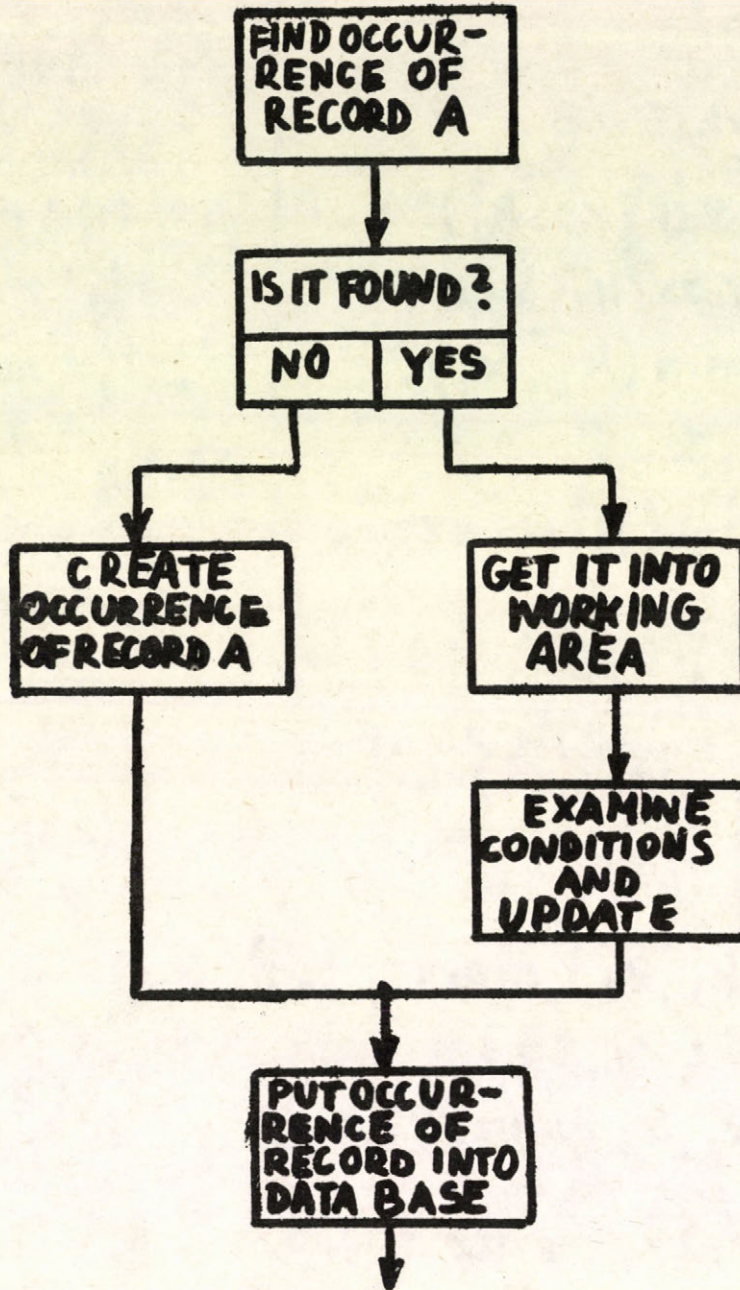 FIND OCCUR-
RENCE OF
RECORD A
IS IT FOUND?
NO YES
CREATE
OCCURRENCE
OF RECORD A
GET IT INTO
WORKING
AREA
EXAMINE
CONDITIONS
AND
UPDATE
PUT OCCUR-
RENCE OF
RECORD INTO
DATA BASE